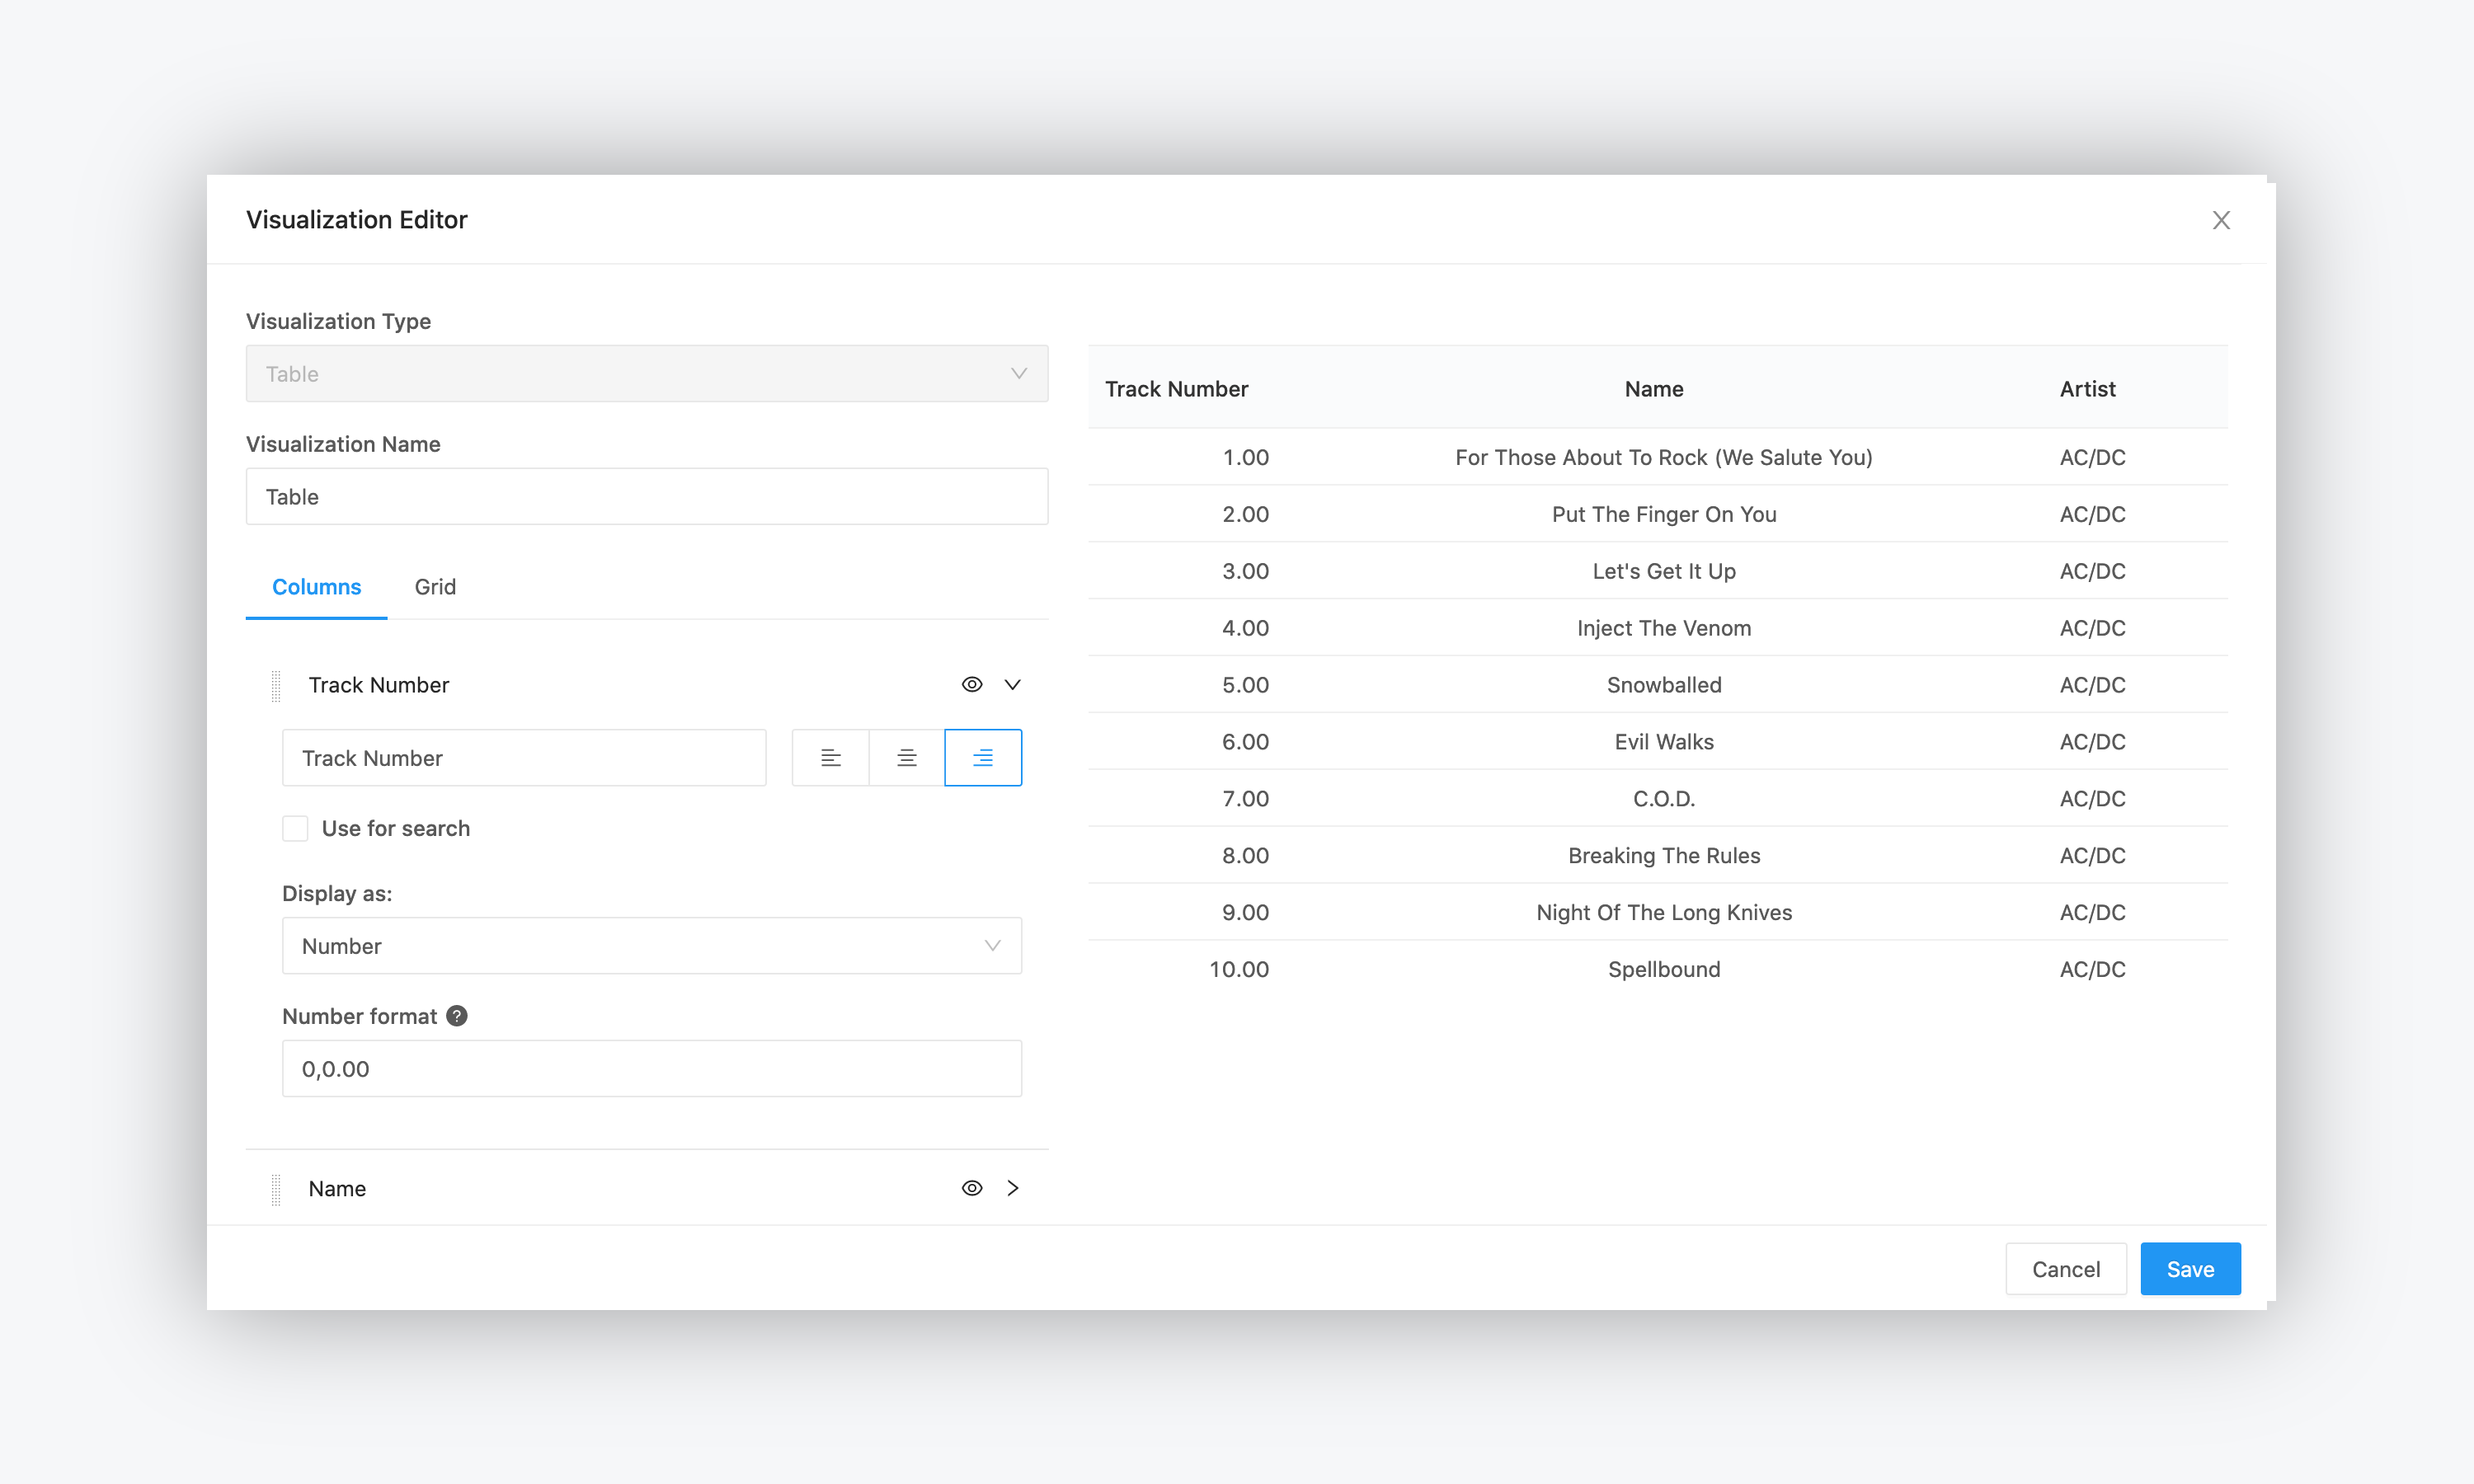 Visualization Editor
Visualization Type
Table
Visualization Name
Table
Columns Grid
Track Number
Track Number
Use for search
Display as:
Number
Number format ?
0,0.00
Name
Track Number Name Artist
1.00 For Those About To Rock (We Salute You) AC/DC
2.00 Put The Finger On You AC/DC
3.00 Let's Get It Up AC/DC
4.00 Inject The Venom AC/DC
5.00 Snowballed AC/DC
6.00 Evil Walks AC/DC
7.00 C.O.D. AC/DC
8.00 Breaking The Rules AC/DC
9.00 Night Of The Long Knives AC/DC
10.00 Spellbound AC/DC
Cancel Save